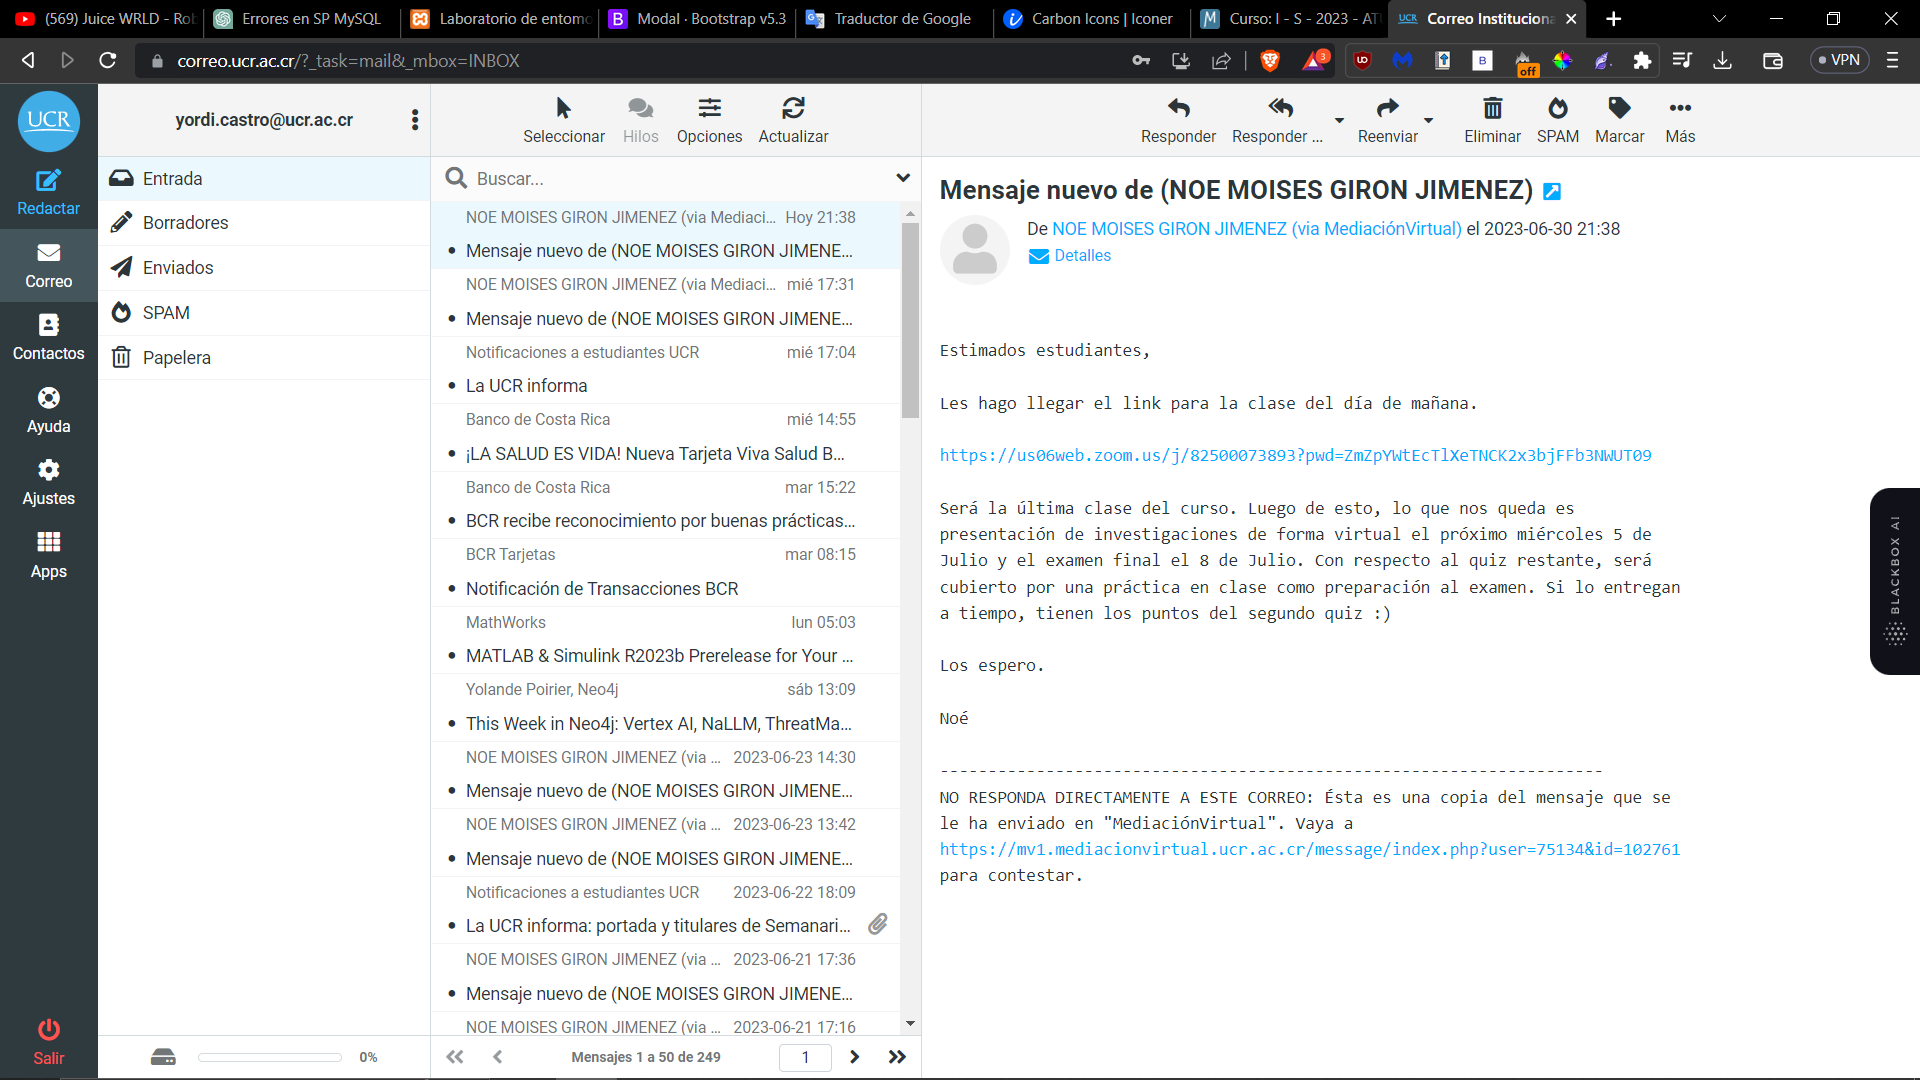 (569) Juice WRLD - Ro
Errores en SP MySQL
Laboratorio de entomo
Modal · Bootstrap v5.3
Traductor de Google
Carbon Icons | Iconer
Curso: I - S - 2023 - AT
Correo Instituciona
correo.ucr.ac.cr/?_task=mail&_mbox=INBOX
3
off
VPN
UCR
Redactar
Correo
Contactos
Ayuda
Ajustes
Apps
Salir
yordi.castro@ucr.ac.cr
Entrada
Borradores
Enviados
SPAM
Papelera
0%
Seleccionar
Hilos
Opciones
Actualizar
Buscar...
NOE MOISES GIRON JIMENEZ (via Mediaci... Hoy 21:38
• Mensaje nuevo de (NOE MOISES GIRON JIMENE...
NOE MOISES GIRON JIMENEZ (via Mediaci... mié 17:31
• Mensaje nuevo de (NOE MOISES GIRON JIMENE...
Notificaciones a estudiantes UCR mié 17:04
• La UCR informa
Banco de Costa Rica mié 14:55
• ¡LA SALUD ES VIDA! Nueva Tarjeta Viva Salud B...
Banco de Costa Rica mar 15:22
• BCR recibe reconocimiento por buenas prácticas...
BCR Tarjetas mar 08:15
• Notificación de Transacciones BCR
MathWorks lun 05:03
• MATLAB & Simulink R2023b Prerelease for Your ...
Yolande Poirier, Neo4j sáb 13:09
• This Week in Neo4j: Vertex AI, NaLLM, ThreatMa...
NOE MOISES GIRON JIMENEZ (via ... 2023-06-23 14:30
• Mensaje nuevo de (NOE MOISES GIRON JIMENE...
NOE MOISES GIRON JIMENEZ (via ... 2023-06-23 13:42
• Mensaje nuevo de (NOE MOISES GIRON JIMENE...
Notificaciones a estudiantes UCR 2023-06-22 18:09
• La UCR informa: portada y titulares de Semanari...
NOE MOISES GIRON JIMENEZ (via ... 2023-06-21 17:36
• Mensaje nuevo de (NOE MOISES GIRON JIMENE...
NOE MOISES GIRON JIMENEZ (via ... 2023-06-21 17:16
Mensajes 1 a 50 de 249
1
Responder
Responder ...
Reenviar
Eliminar
SPAM
Marcar
Más
Mensaje nuevo de (NOE MOISES GIRON JIMENEZ)
De NOE MOISES GIRON JIMENEZ (via MediaciónVirtual) el 2023-06-30 21:38
Detalles
Estimados estudiantes,
Les hago llegar el link para la clase del día de mañana.
https://us06web.zoom.us/j/82500073893?pwd=ZmZpYWtEcTlXeTNCK2x3bjFFb3NWUT09
Será la última clase del curso. Luego de esto, lo que nos queda es
presentación de investigaciones de forma virtual el próximo miércoles 5 de
Julio y el examen final el 8 de Julio. Con respecto al quiz restante, será
cubierto por una práctica en clase como preparación al examen. Si lo entregan
a tiempo, tienen los puntos del segundo quiz :)
Los espero.
Noé
---------------------------------------------------------------------
NO RESPONDA DIRECTAMENTE A ESTE CORREO: Ésta es una copia del mensaje que se
le ha enviado en "MediaciónVirtual". Vaya a
https://mv1.mediacionvirtual.ucr.ac.cr/message/index.php?user=75134&id=102761
para contestar.
BLACKBOX AI